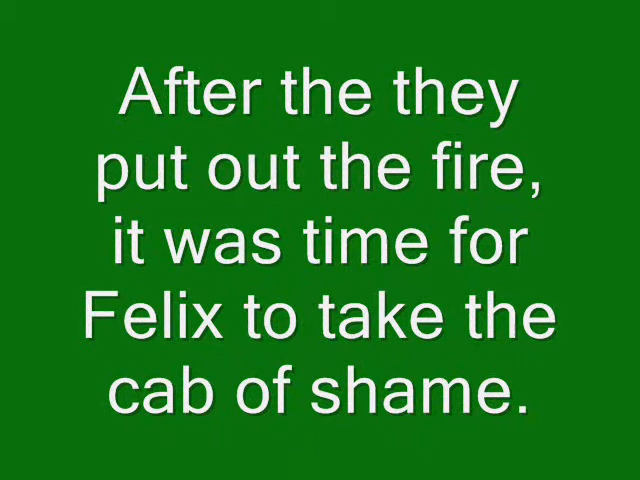 After the they
put out the fire,
it was time for
Felix to take the
cab of shame.